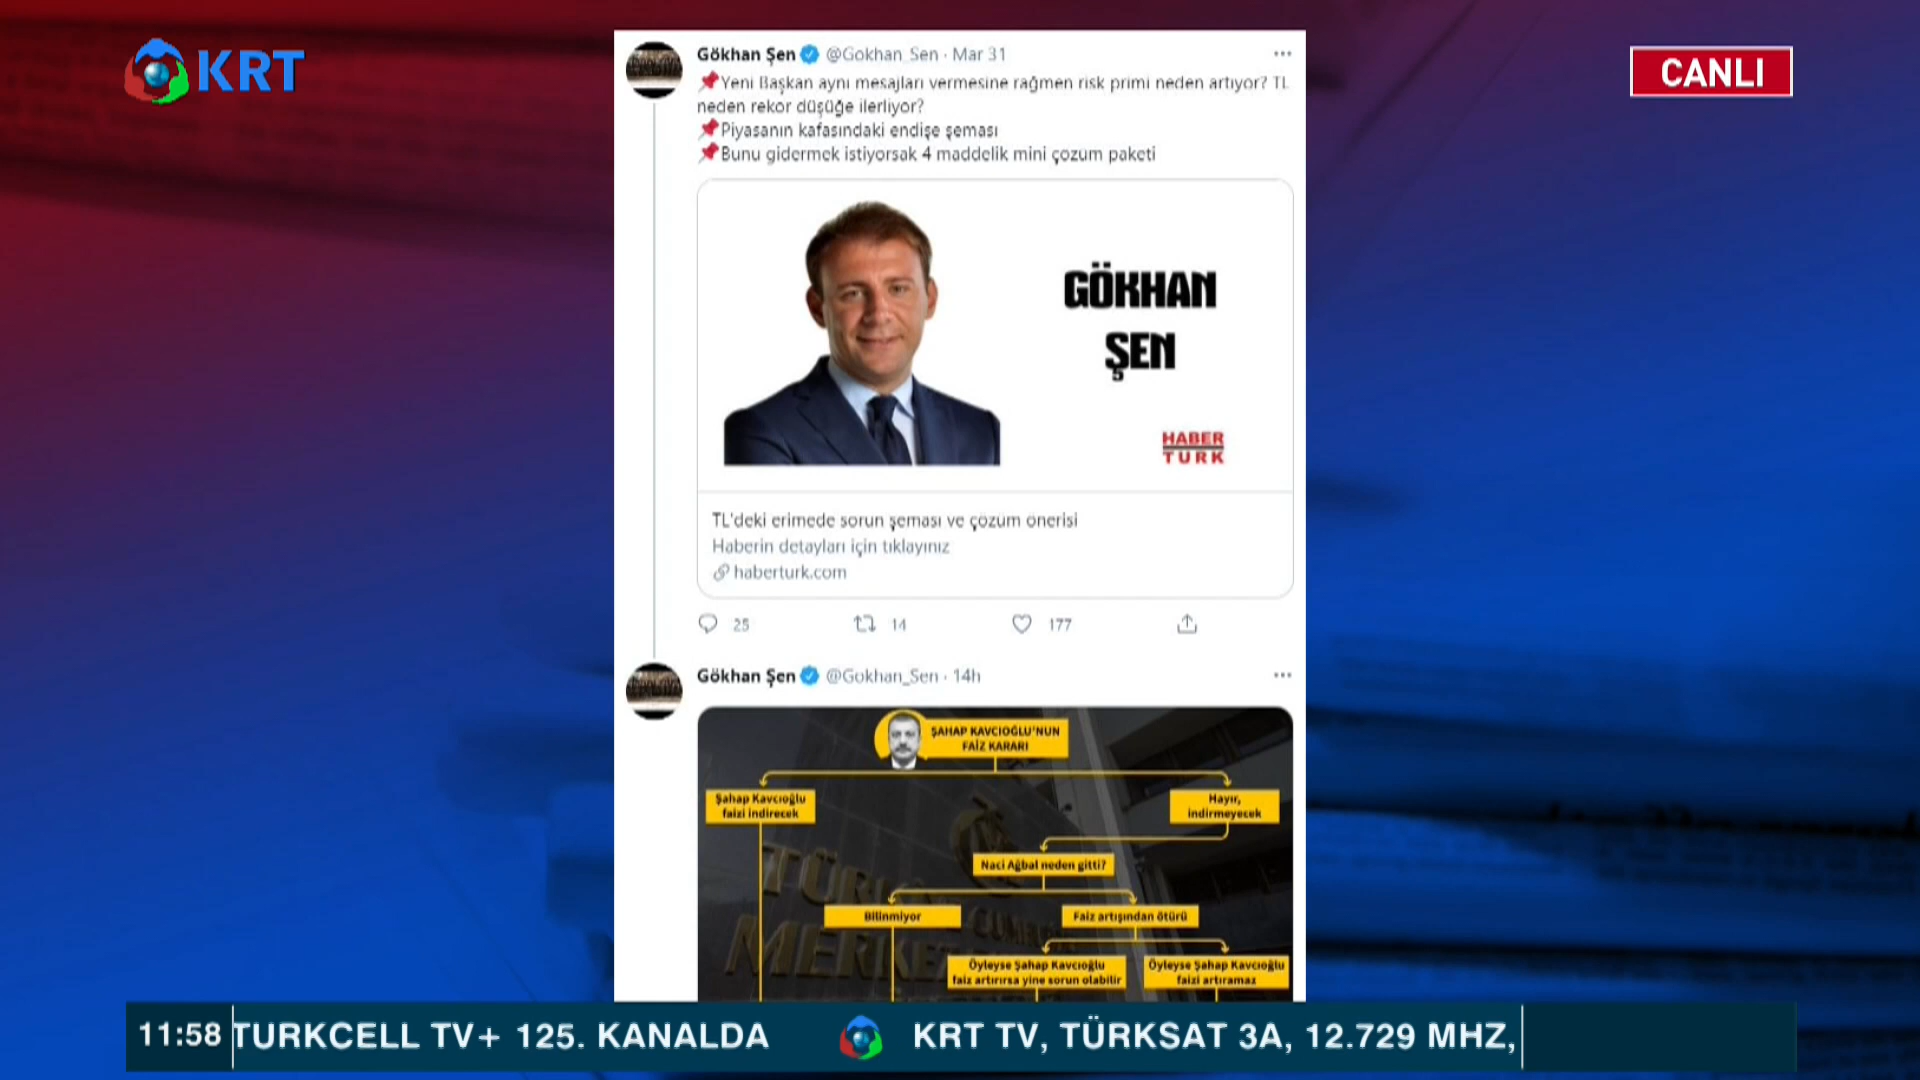 KRT
CANLI
Gökhan Şen @Gokhan_Sen · Mar 31
Yeni Başkan aynı mesajları vermesine rağmen risk primi neden artıyor? TL
neden rekor düşüğe ilerliyor?
Piyasanın kafasındaki endişe şeması
Bunu gidermek istiyorsak 4 maddelik mini çözüm paketi
GÖKHAN
ŞEN
HABER
TURK
TL'deki erimede sorun şeması ve çözüm önerisi
Haberin detayları için tıklayınız
haberturk.com
25 14 177
Gökhan Şen @Gokhan_Sen · 14h
ŞAHAP KAVCIOĞLU'NUN
FAİZ KARARI
Şahap Kavcıoğlu
faizi indirecek
Hayır,
indirmeyecek
Naci Ağbal neden gitti?
Bilinmiyor
Faiz artışından ötürü
Öyleyse Şahap Kavcıoğlu
faiz artırırsa yine sorun olabilir
Öyleyse Şahap Kavcıoğlu
faizi artıramaz
11:58 TURKCELL TV+ 125. KANALDA KRT TV, TÜRKSAT 3A, 12.729 MHZ,